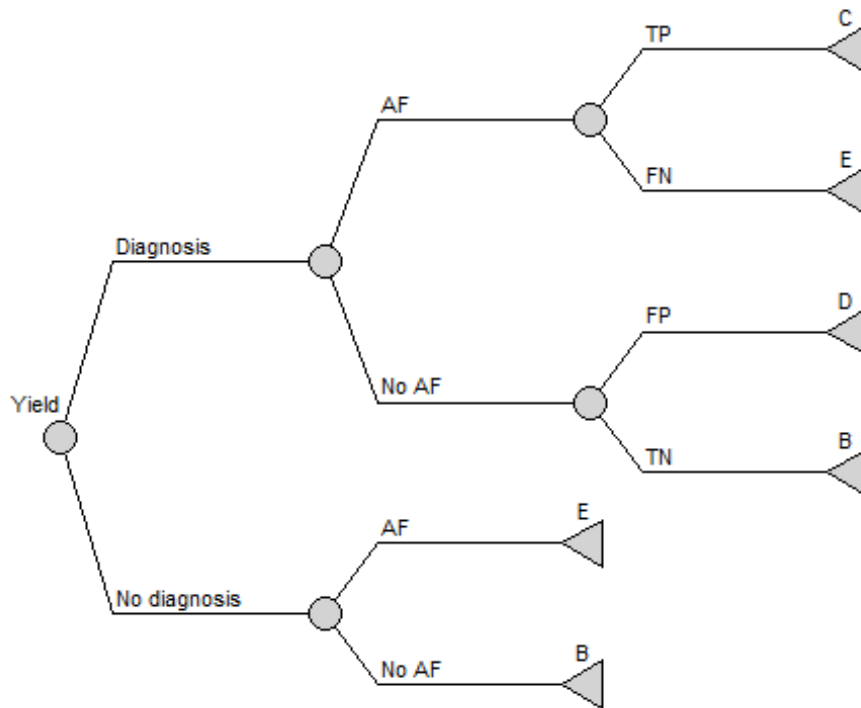 C
TP
AF
E
FN
Diagnosis
D
FP
No AF
Yield
B
TN
E
AF
No diagnosis
B
No AF